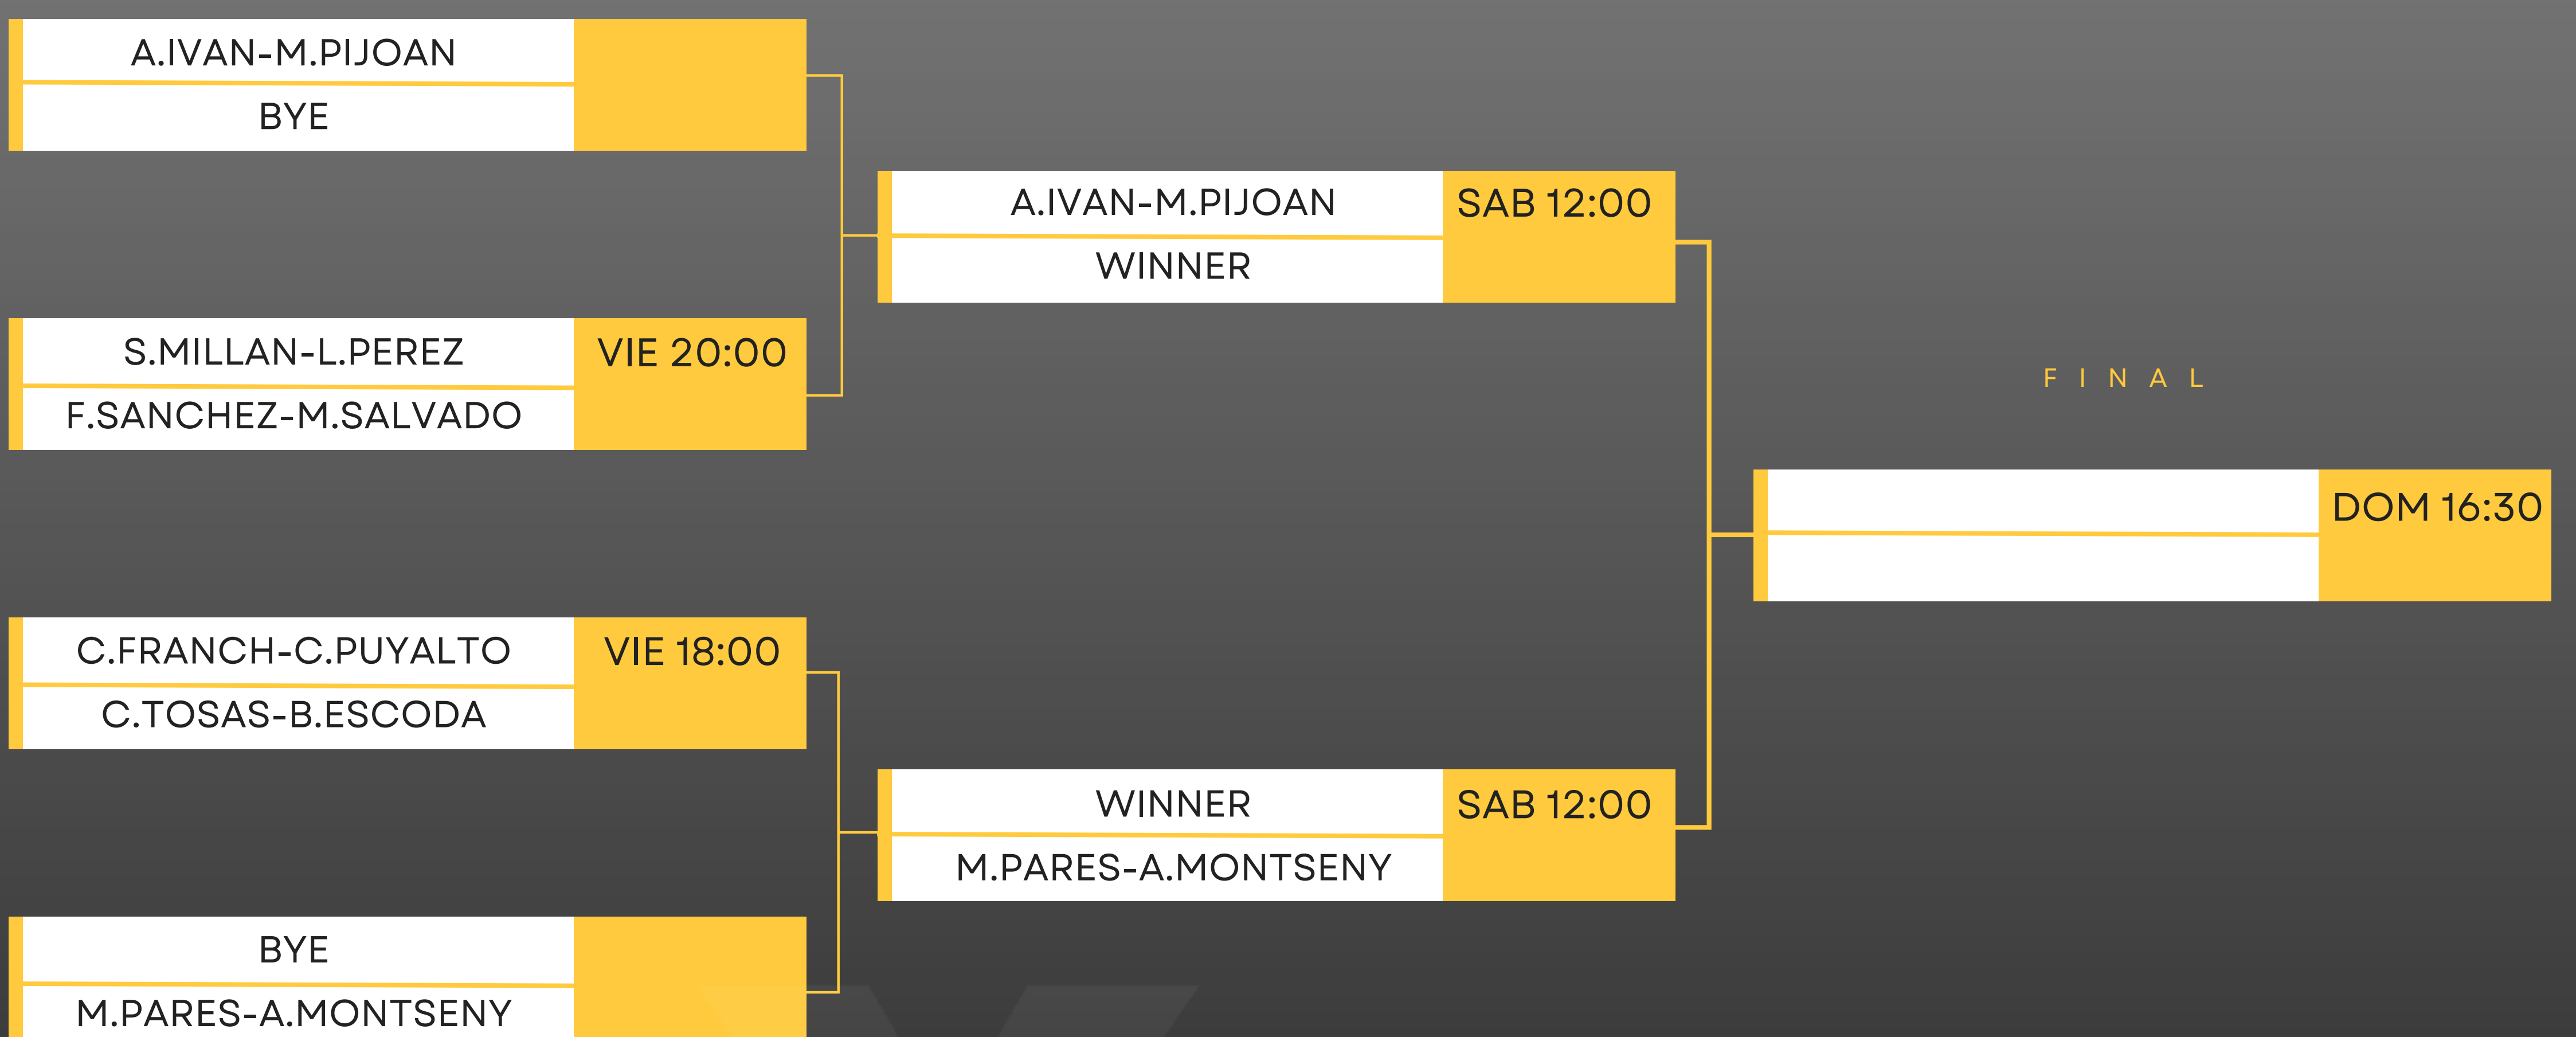 A.IVAN-M.PIJOAN
BYE
S.MILLAN-L.PEREZ
VIE 20:00
F.SANCHEZ-M.SALVADO
C.FRANCH-C.PUYALTO
VIE 18:00
C.TOSAS-B.ESCODA
BYE
M.PARES-A.MONTSENY
A.IVAN-M.PIJOAN
SAB 12:00
WINNER
WINNER
SAB 12:00
M.PARES-A.MONTSENY
FINAL
DOM 16:30